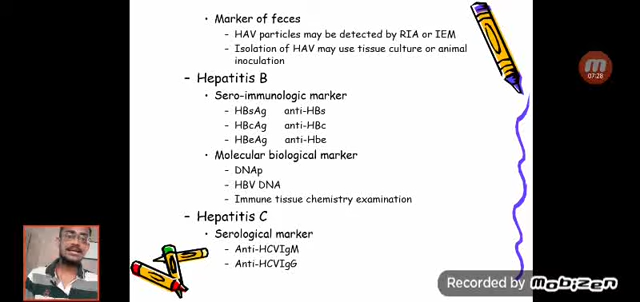 • Marker of feces
– HAV particles may be detected by RIA or IEM
– Isolation of HAV may use tissue culture or animal
inoculation
– Hepatitis B
• Sero-immunologic marker
– HBsAg anti-HBs
– HBcAg anti-HBc
– HBeAg anti-Hbe
• Molecular biological marker
– DNAp
– HBV DNA
– Immune tissue chemistry examination
– Hepatitis C
• Serological marker
– Anti-HCVIgM
– Anti-HCVIgG
M
07:28
Recorded by mobizen